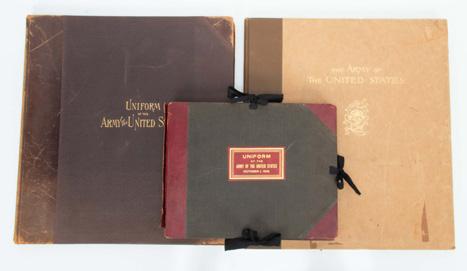 UNIFORM
OF THE
ARMY OF THE UNITED S
THE ARMY OF
THE UNITED STATES
UNIFORM
OF THE
ARMY OF THE UNITED STATES